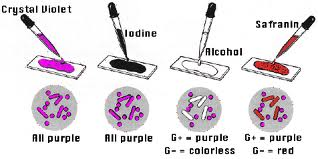 Crystal Violet
Iodine
Alcohol
Safranin
All purple
All purple
G+ = purple
G- = colorless
G+ = purple
G- = red